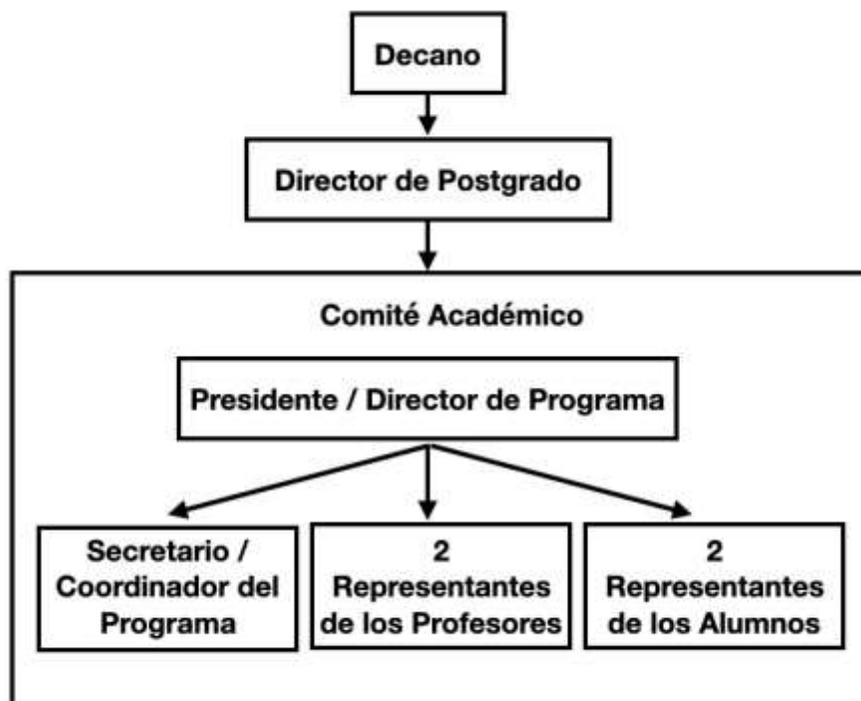 Decano
Director de Postgrado
Comité Académico
Presidente / Director de Programa
Secretario /
Coordinador del
Programa
2
Representantes
de los Profesores
2
Representantes
de los Alumnos